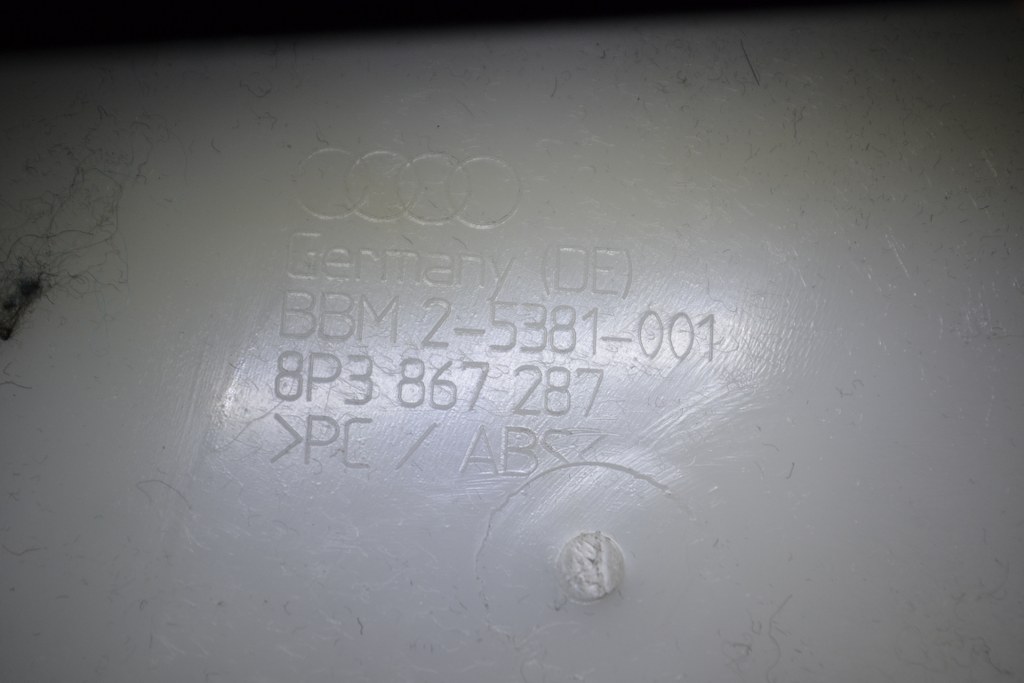 Germany (DE)
BBM 2-5381-001
8P3 867 287
>PC / ABS<